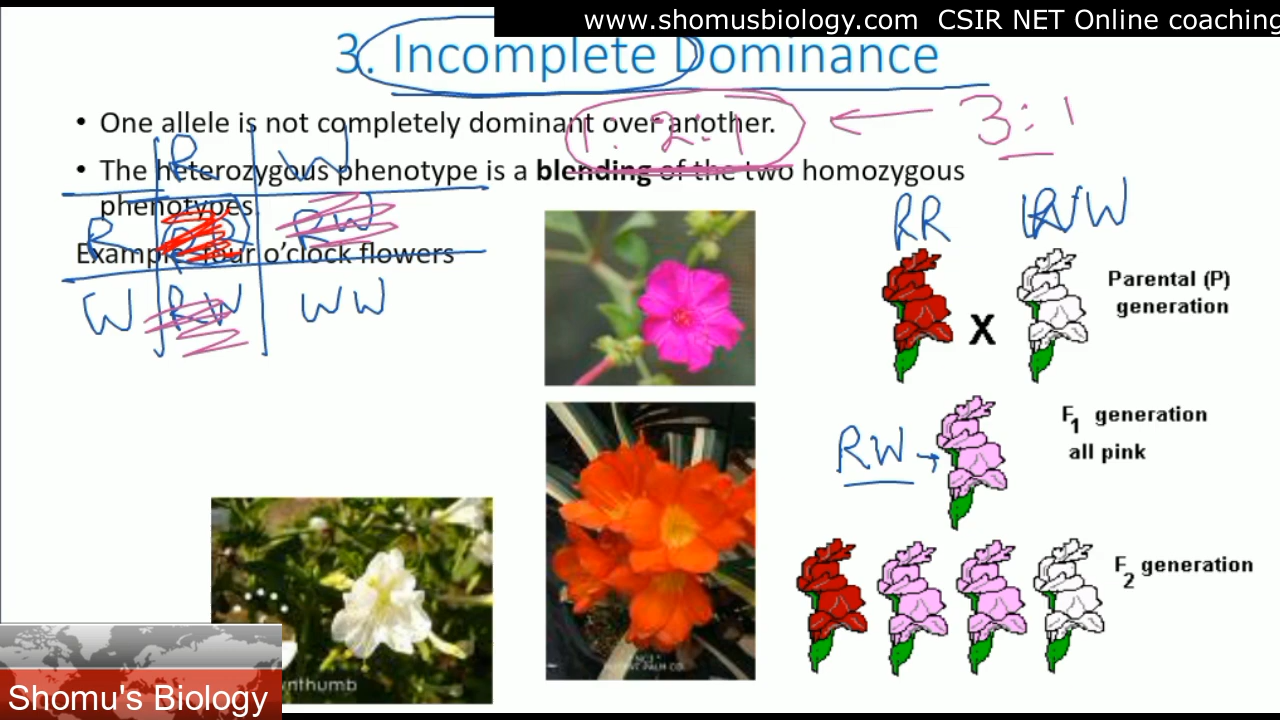 www.shomusbiology.com CSIR NET Online coaching
3. Incomplete Dominance
• One allele is not completely dominant over another.
1:2:1 ← 3:1
• The heterozygous phenotype is a blending of the two homozygous
phenotypes.
Example: four o'clock flowers
R W
R RR RW
W RW WW
RR WW
X
Parental (P)
generation
RW →
F1 generation
all pink
F2 generation
Shomu's Biology